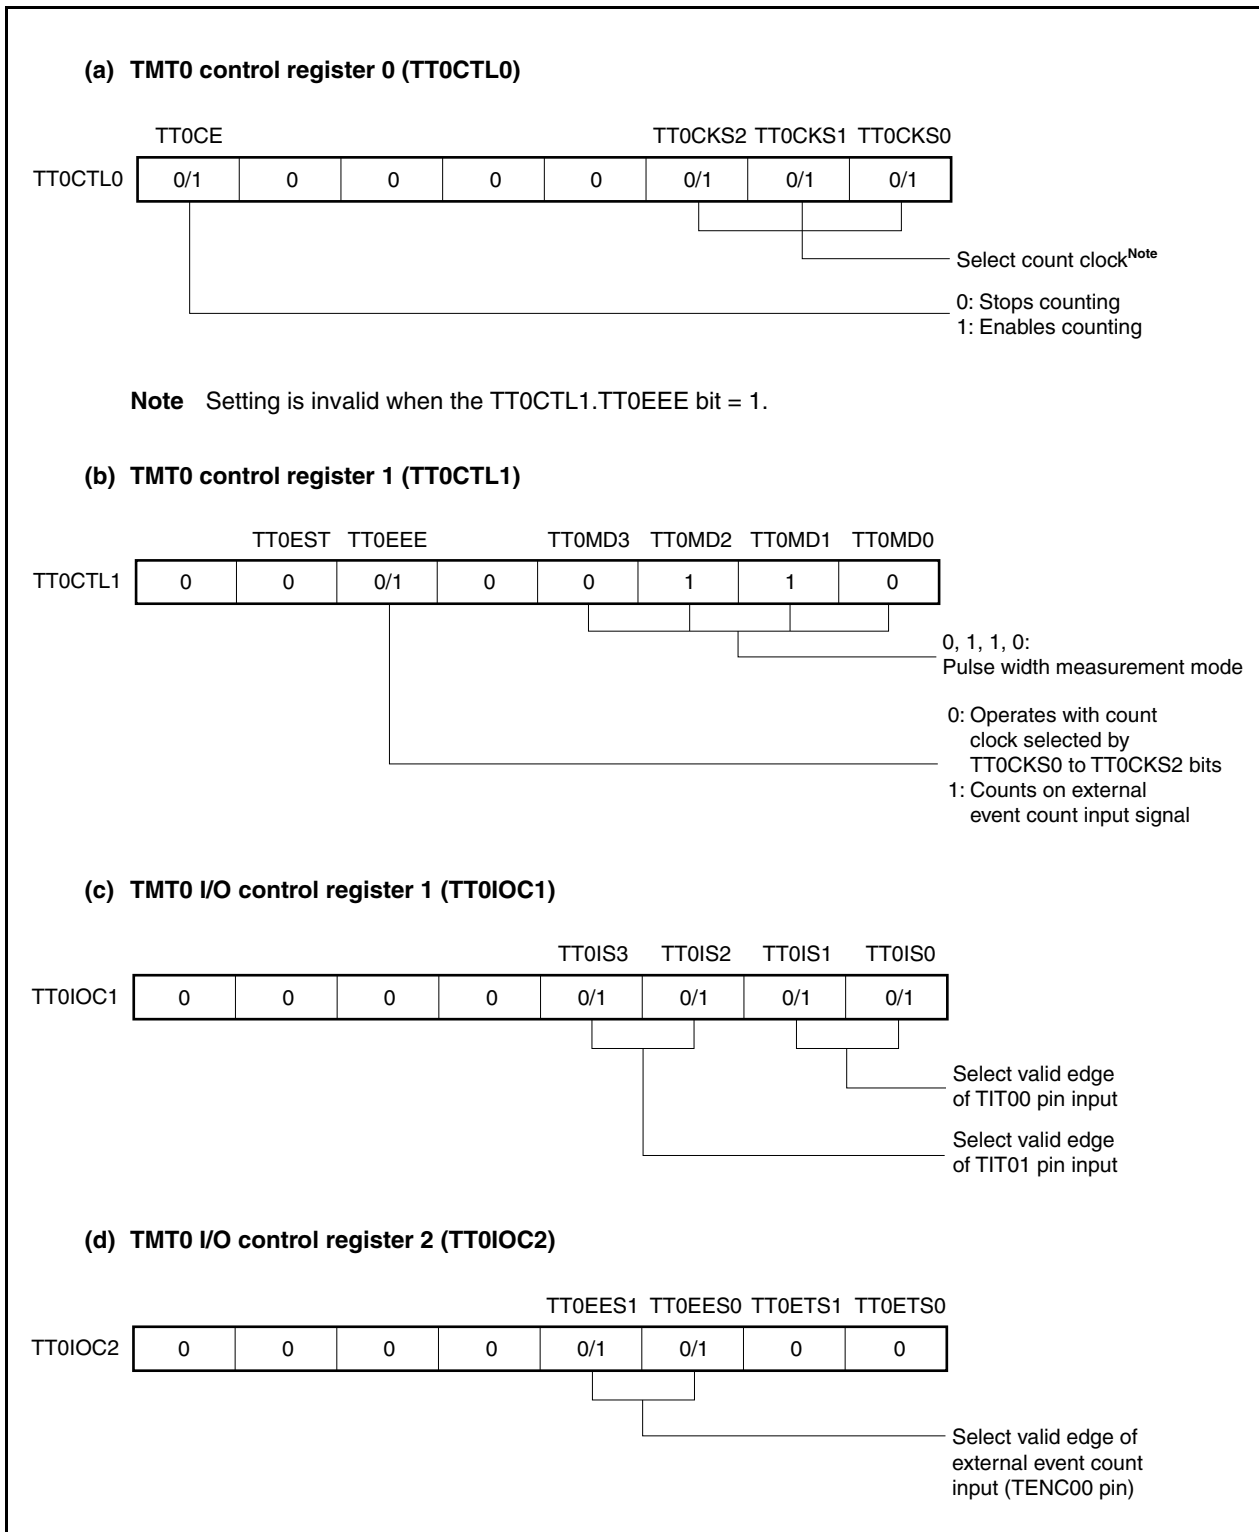 (a) TMT0 control register 0 (TT0CTL0)
TT0CE TT0CKS2 TT0CKS1 TT0CKS0
TT0CTL0 0/1 0 0 0 0 0/1 0/1 0/1
Select count clockNote
0: Stops counting
1: Enables counting
Note Setting is invalid when the TT0CTL1.TT0EEE bit = 1.
(b) TMT0 control register 1 (TT0CTL1)
TT0EST TT0EEE TT0MD3 TT0MD2 TT0MD1 TT0MD0
TT0CTL1 0 0 0/1 0 0 1 1 0
0, 1, 1, 0:
Pulse width measurement mode
0: Operates with count
clock selected by
TT0CKS0 to TT0CKS2 bits
1: Counts on external
event count input signal
(c) TMT0 I/O control register 1 (TT0IOC1)
TT0IS3 TT0IS2 TT0IS1 TT0IS0
TT0IOC1 0 0 0 0 0/1 0/1 0/1 0/1
Select valid edge
of TIT00 pin input
Select valid edge
of TIT01 pin input
(d) TMT0 I/O control register 2 (TT0IOC2)
TT0EES1 TT0EES0 TT0ETS1 TT0ETS0
TT0IOC2 0 0 0 0 0/1 0/1 0 0
Select valid edge of
external event count
input (TENC00 pin)